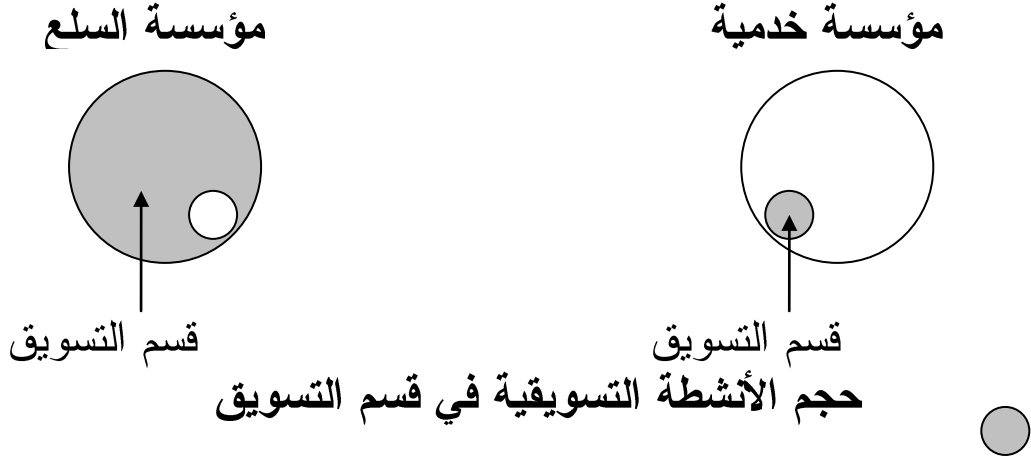 مؤسسة خدمية
مؤسسة السلع
قسم التسويق
قسم التسويق
حجم الأنشطة التسويقية في قسم التسويق